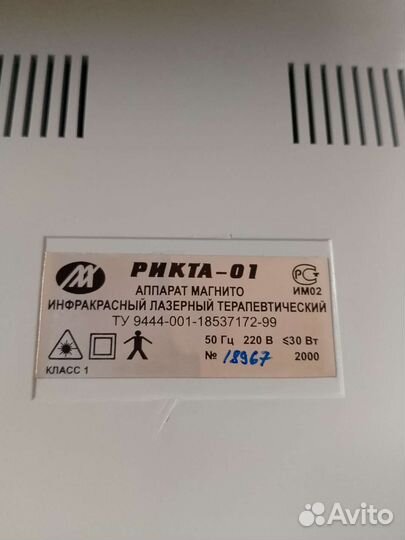 РИКТА-01
АППАРАТ МАГНИТО
ИНФРАКРАСНЫЙ ЛАЗЕРНЫЙ ТЕРАПЕВТИЧЕСКИЙ
ТУ 9444-001-18537172-99
РС
ИМ02
50 Гц 220 В ≤30 Вт
№ 18967 2000
КЛАСС 1
Avito